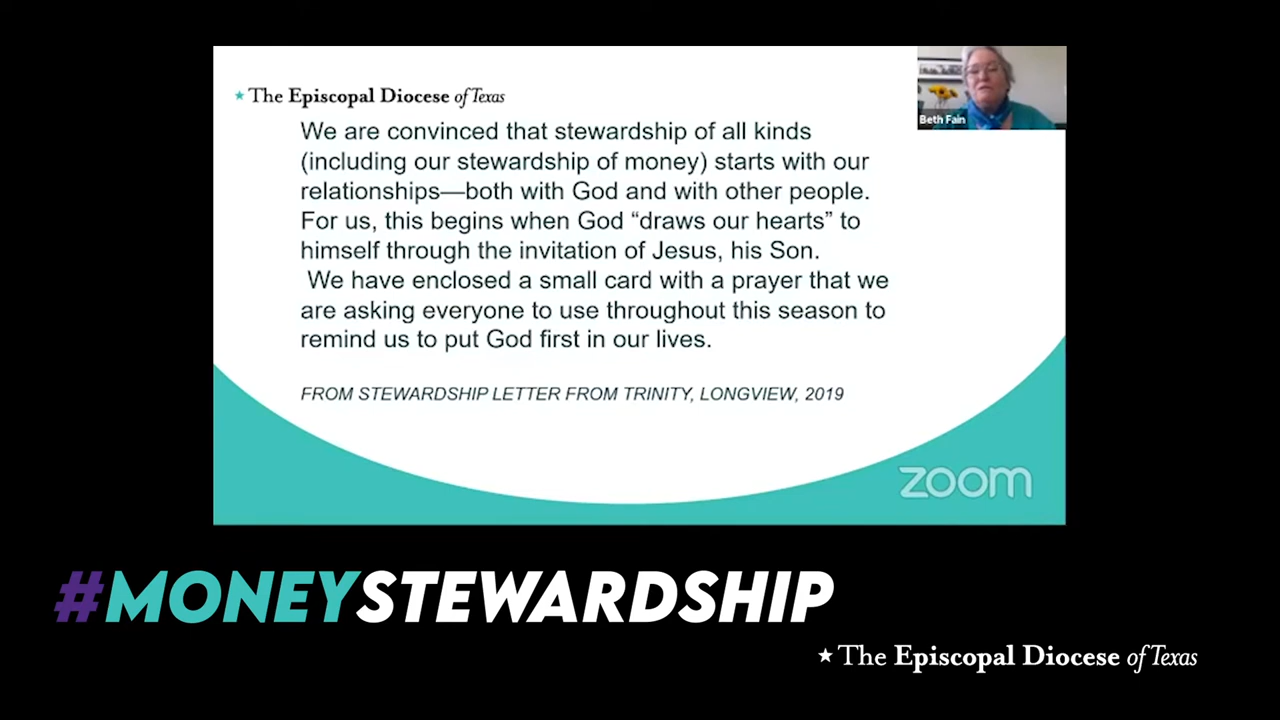 The Episcopal Diocese of Texas
Beth Fain
We are convinced that stewardship of all kinds
(including our stewardship of money) starts with our
relationships—both with God and with other people.
For us, this begins when God “draws our hearts” to
himself through the invitation of Jesus, his Son.
We have enclosed a small card with a prayer that we
are asking everyone to use throughout this season to
remind us to put God first in our lives.
FROM STEWARDSHIP LETTER FROM TRINITY, LONGVIEW, 2019
zoom
#MONEYSTEWARDSHIP
The Episcopal Diocese of Texas